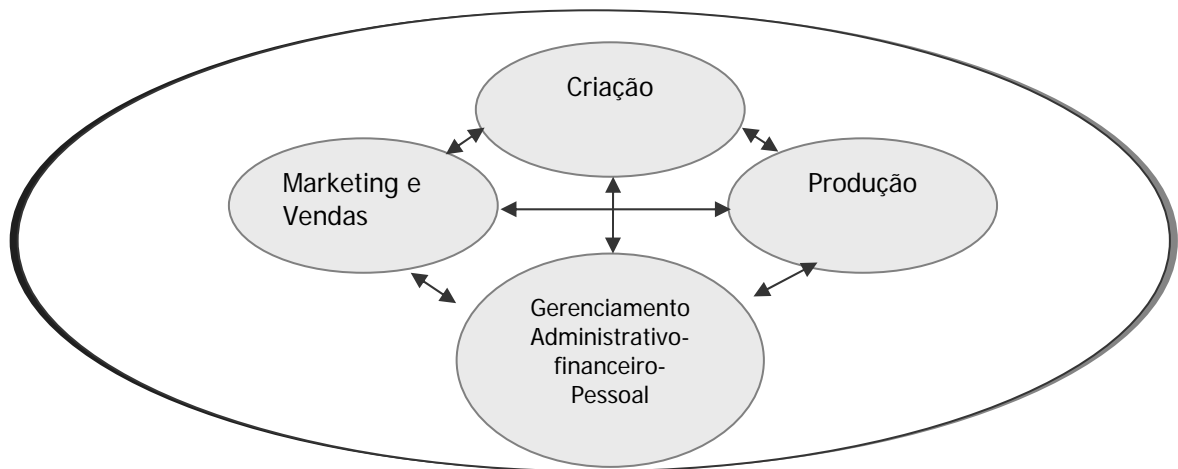 Criação
Marketing e
Vendas
Produção
Gerenciamento
Administrativo-
financeiro-
Pessoal